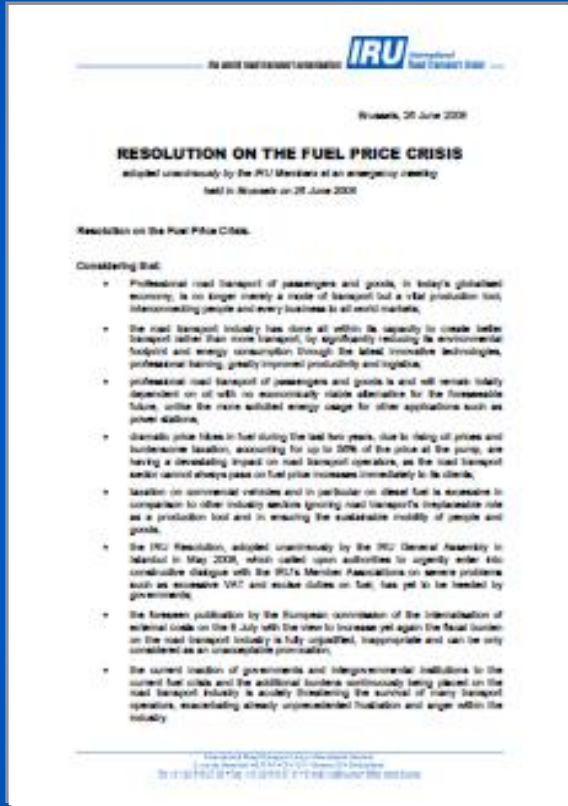 the world road transport organisation
IRU International
Road Transport Union
Brussels, 26 June 2008
RESOLUTION ON THE FUEL PRICE CRISIS
adopted unanimously by the IRU Members at an emergency meeting
held in Brussels on 26 June 2008
Resolution on the Fuel Price Crisis.
Considering that:
• Professional road transport of passengers and goods, in today's globalised
economy, is no longer merely a mode of transport but a vital production tool,
interconnecting people and every business to all world markets;
• the road transport industry has done all within its capacity to create better
transport rather than more transport, by significantly reducing its environmental
footprint and energy consumption through the latest innovative technologies,
professional training, greatly improved productivity and logistics;
• professional road transport of passengers and goods is and will remain totally
dependent on oil with no economically viable alternative for the foreseeable
future, unlike the more solicited energy usage for other applications such as
power stations;
• dramatic price hikes in fuel during the last two years, due to rising oil prices and
burdensome taxation, accounting for up to of the price at the pump, are
having a devastating impact on road transport operators, as the road transport
sector cannot always pass on fuel price increases immediately to its clients;
• taxation on commercial vehicles and in particular on diesel fuel is excessive in
comparison to other industry sectors ignoring road transport's irreplaceable role
as a production tool and in ensuring the sustainable mobility of people and
goods;
• the IRU Resolution, adopted unanimously by the IRU General Assembly in
Istanbul in May 2008, which called upon authorities to urgently enter into
constructive dialogue with the IRU's Member Associations on severe problems
such as excessive VAT and excise duties on fuel, has yet to be heeded by
governments;
• the foreseen publication by the European commission of the internalisation of
external costs on the July with the view to increase yet again the fiscal burden
on the road transport industry is fully unjustified, inappropriate and can be only
considered as an unacceptable provocation;
• the current inaction of governments and intergovernmental institutions to the
current fuel crisis and the additional burdens continuously being placed on the
road transport industry is acutely threatening the survival of many transport
operators, exacerbating already unprecedented frustration and anger within the
industry